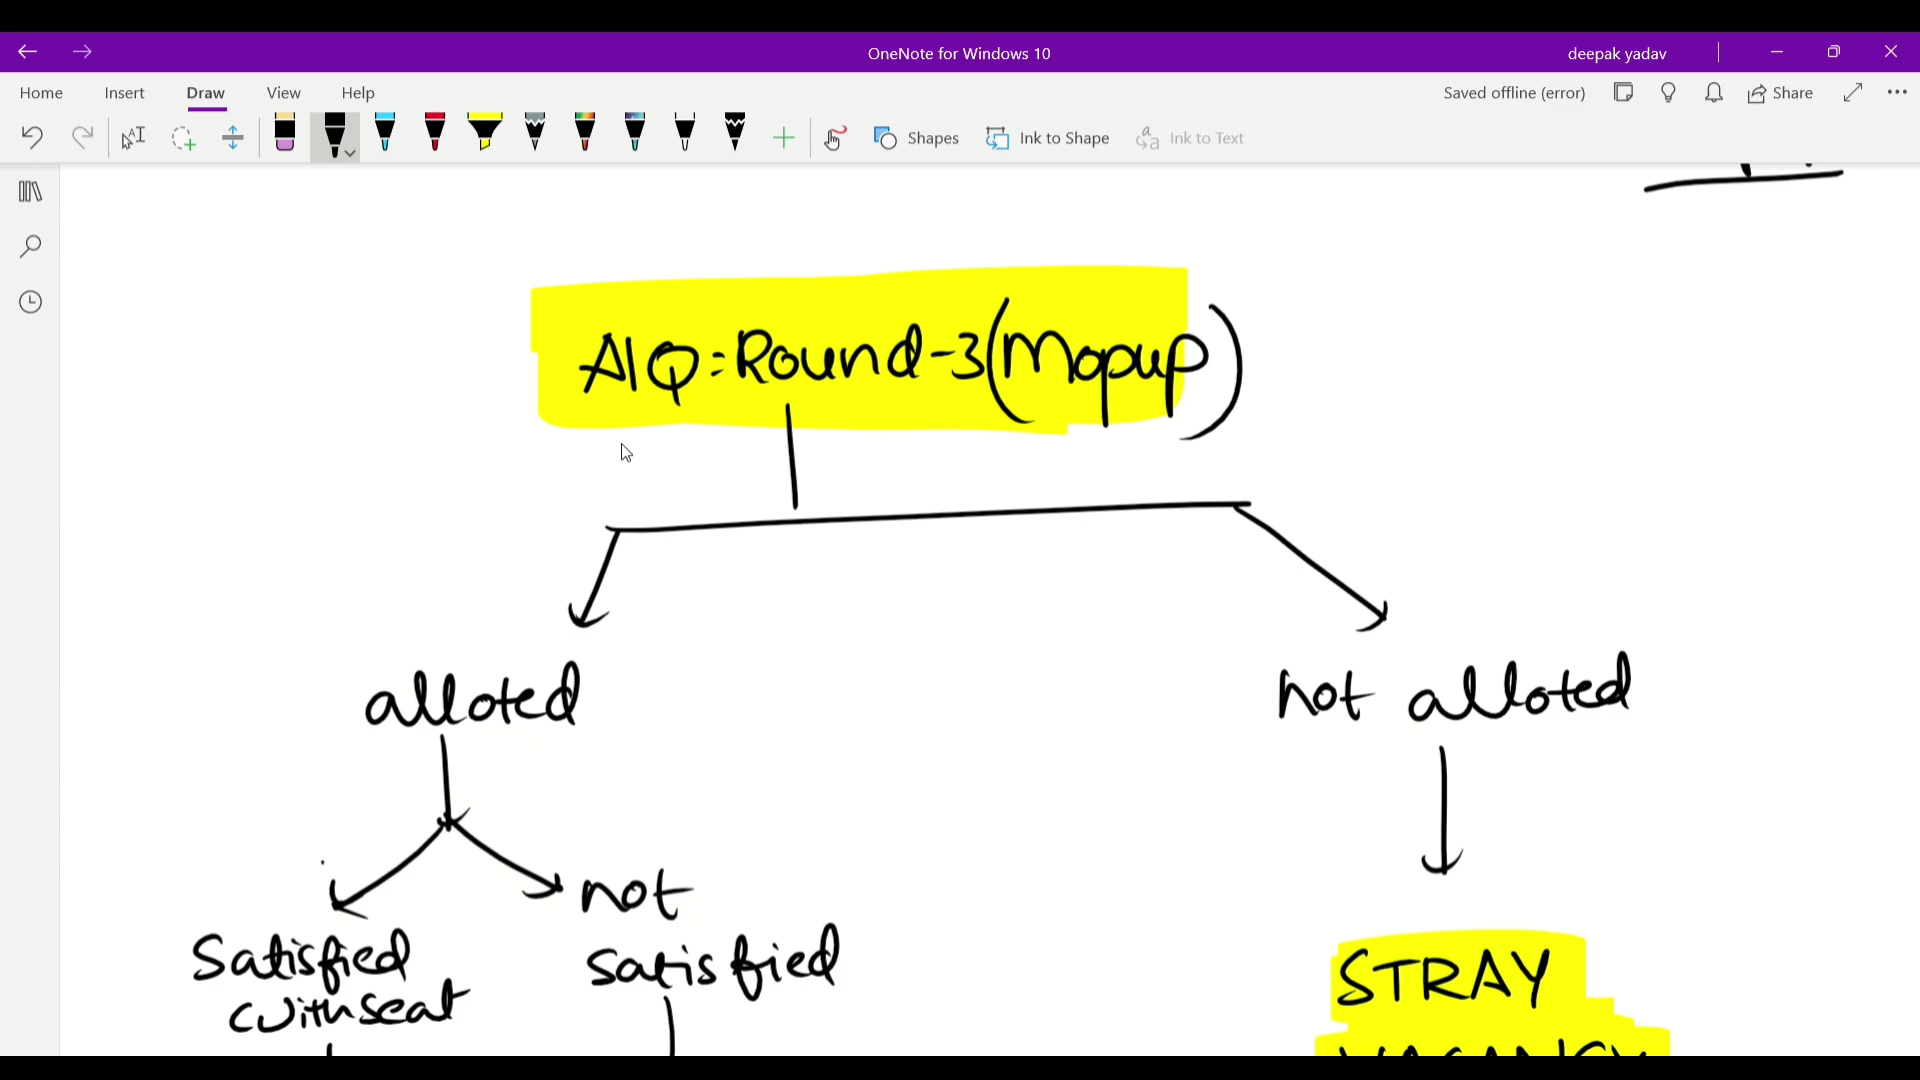 OneNote for Windows 10
deepak yadav
Home Insert Draw View Help
Saved offline (error)
Share
Shapes
Ink to Shape
Ink to Text
AIQ=Round-3(Mopup)
alloted
not alloted
not
satisfied
Satisfied
with seat
STRAY
VACANCY